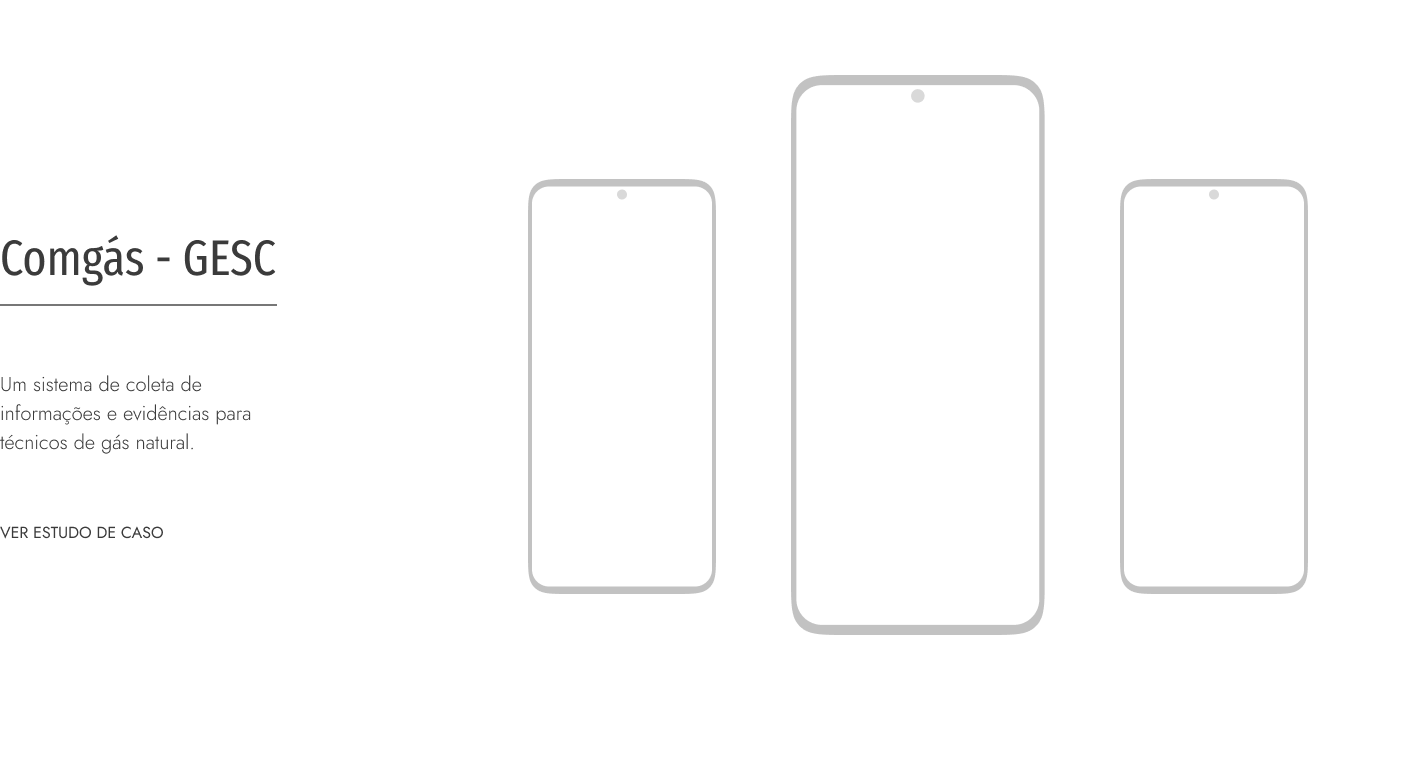 Comgás - GESC
Um sistema de coleta de
informações e evidências para
técnicos de gás natural.
VER ESTUDO DE CASO